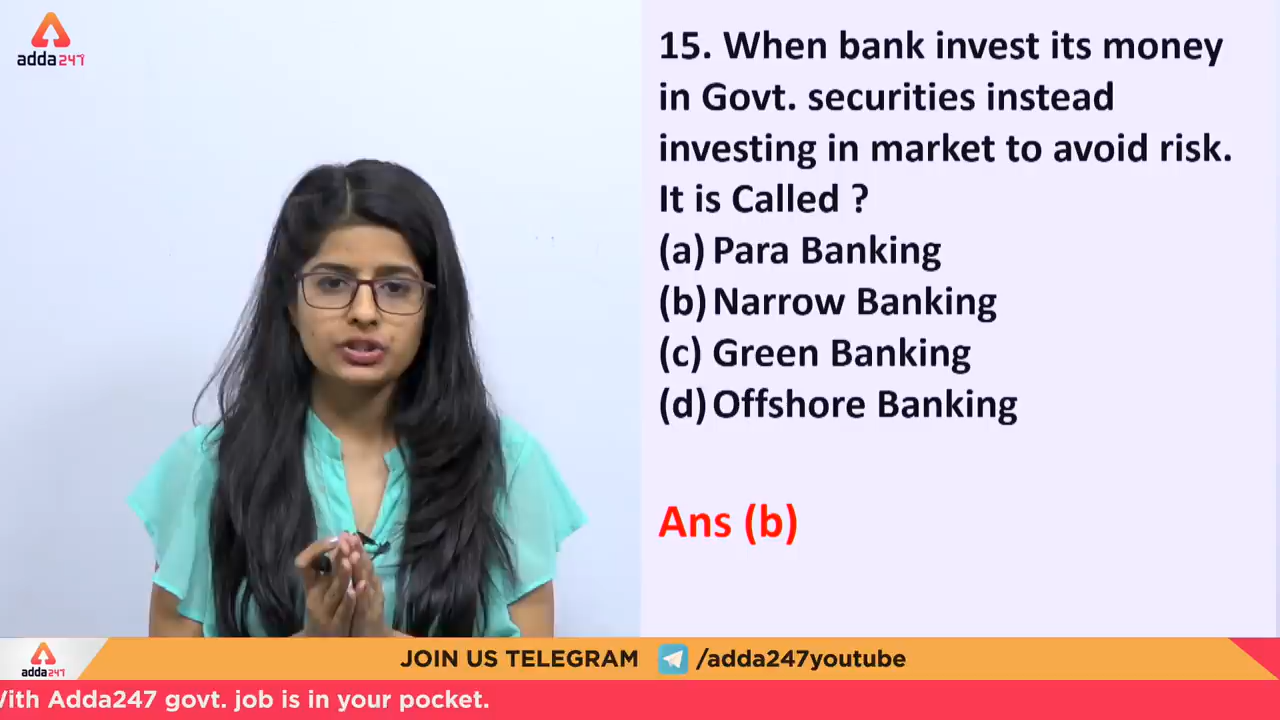 adda247
15. When bank invest its money
in Govt. securities instead
investing in market to avoid risk.
It is Called ?
(a) Para Banking
(b) Narrow Banking
(c) Green Banking
(d) Offshore Banking
Ans (b)
adda247
JOIN US TELEGRAM /adda247youtube
With Adda247 govt. job is in your pocket.